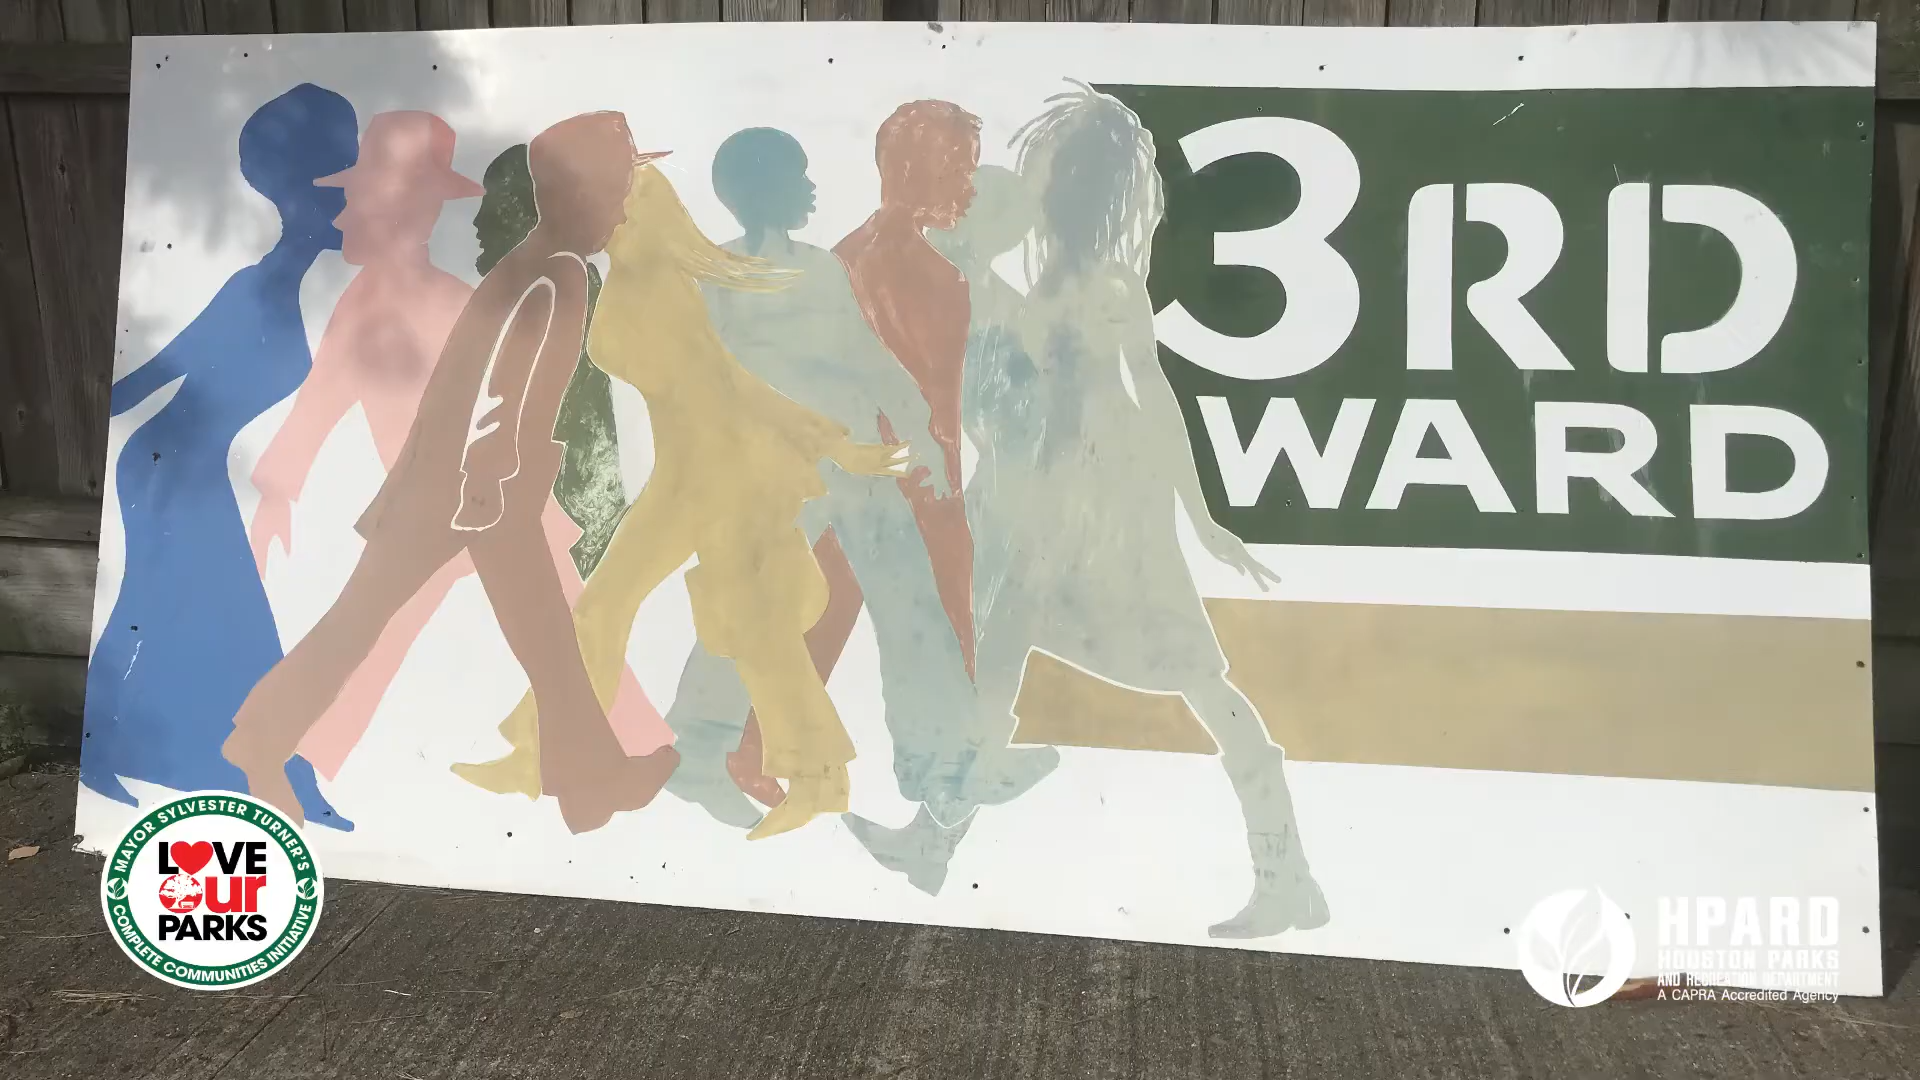 3RD
WARD
MAYOR SYLVESTER TURNER'S
LOVE
our
PARKS
COMPLETE COMMUNITIES INITIATIVE
HPARD
HOUSTON PARKS
AND RECREATION DEPARTMENT
A CAPRA Accredited Agency